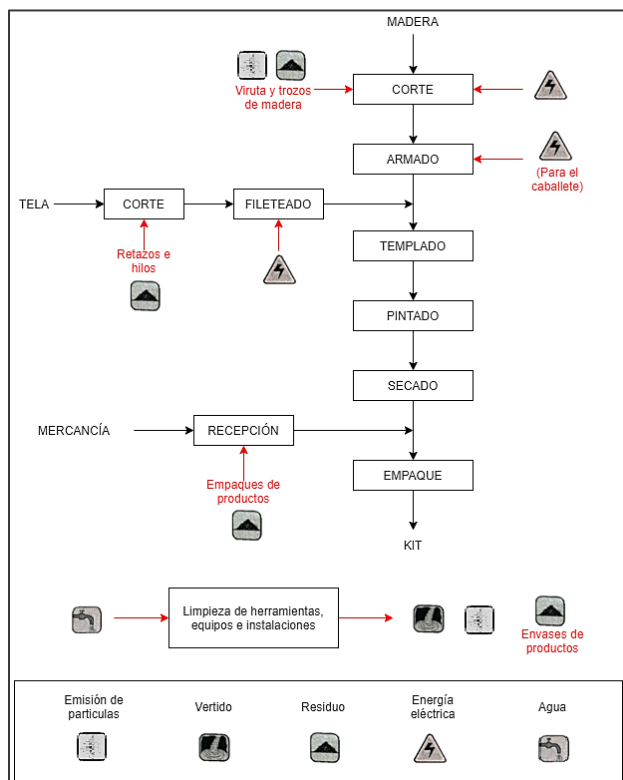 MADERA
Viruta y trozos
de madera
CORTE
ARMADO
(Para el
caballete)
TELA
CORTE
FILETEADO
Retazos e
hilos
TEMPLADO
PINTADO
SECADO
MERCANCÍA
RECEPCIÓN
Empaques de
productos
EMPAQUE
KIT
Limpieza de herramientas,
equipos e instalaciones
Envases de
productos
Emisión de
particulas
Vertido
Residuo
Energía
eléctrica
Agua